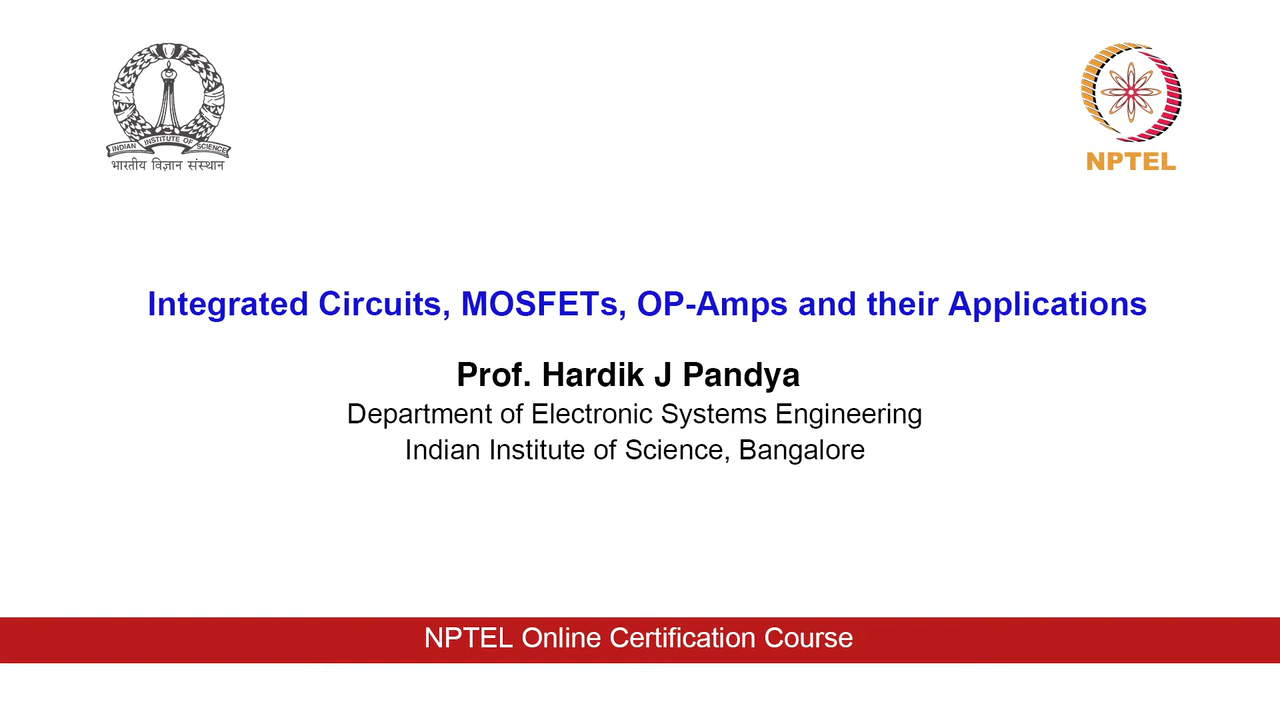 INDIAN INSTITUTE OF SCIENCE
भारतीय विज्ञान संस्थान
NPTEL
Integrated Circuits, MOSFETs, OP-Amps and their Applications
Prof. Hardik J Pandya
Department of Electronic Systems Engineering
Indian Institute of Science, Bangalore
NPTEL Online Certification Course